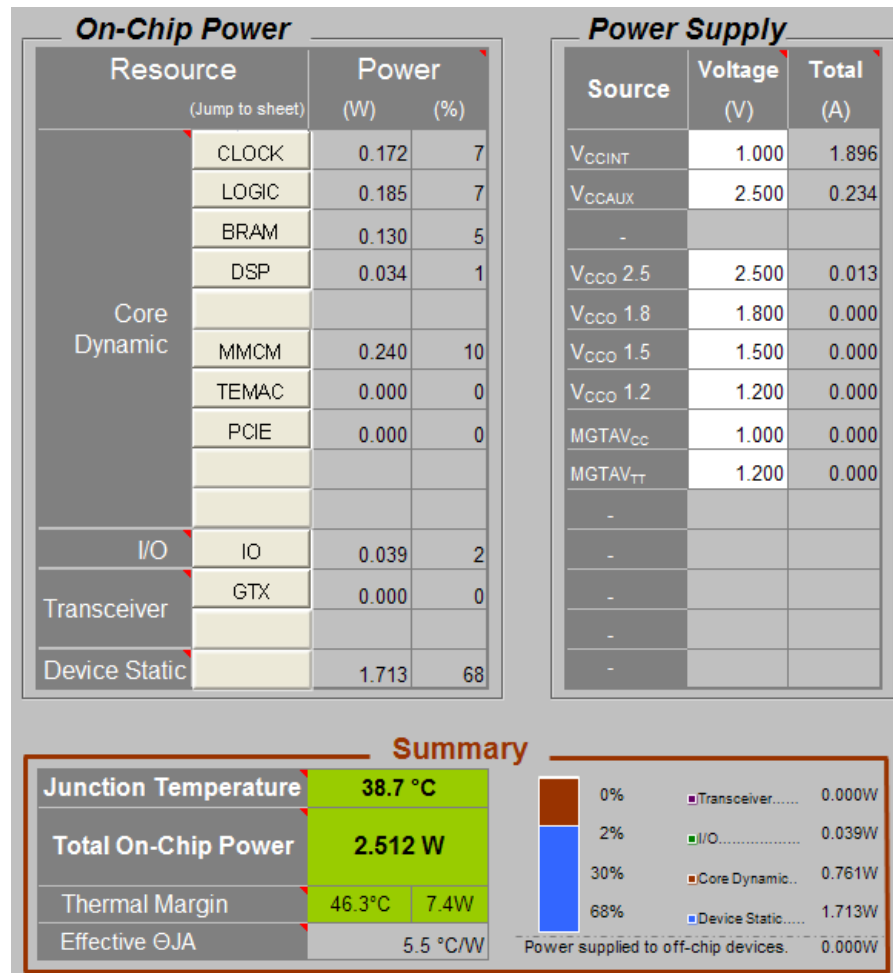 On-Chip Power
Resource Power
(Jump to sheet) (W) (%)
CLOCK 0.172 7
LOGIC 0.185 7
BRAM 0.130 5
DSP 0.034 1
Core
Dynamic
MMCM 0.240 10
TEMAC 0.000 0
PCIE 0.000 0
I/O IO 0.039 2
Transceiver
GTX 0.000 0
Device Static 1.713 68
Power Supply
Source
Voltage Total
(V) (A)
VCCINT 1.000 1.896
VCCAUX 2.500 0.234
-
VCCO 2.5 2.500 0.013
VCCO 1.8 1.800 0.000
VCCO 1.5 1.500 0.000
VCCO 1.2 1.200 0.000
MGTAVCC 1.000 0.000
MGTAVTT 1.200 0.000
-
-
-
-
-
Summary
Junction Temperature 38.7 °C
Total On-Chip Power 2.512 W
Thermal Margin 46.3°C 7.4W
Effective ΘJA 5.5 °C/W
0% Transceiver...... 0.000W
2% I/O.................. 0.039W
30% Core Dynamic.. 0.761W
68% Device Static..... 1.713W
Power supplied to off-chip devices. 0.000W